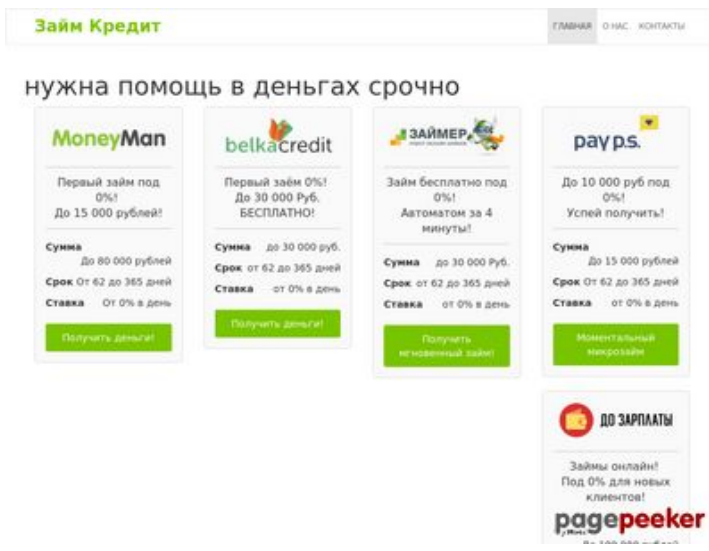 Займ Кредит
ГЛАВНАЯ О НАС КОНТАКТЫ
нужна помощь в деньгах срочно
MoneyMan
Первый займ под
0%!
До 15 000 рублей!
Сумма
До 80 000 рублей
Срок От 62 до 365 дней
Ставка От 0% в день
Получить деньги!
belkacredit
Первый заём 0%!
До 30 000 Руб.
БЕСПЛАТНО!
Сумма до 30 000 руб.
Срок от 62 до 365 дней
Ставка от 0% в день
Получить деньги!
ЗАЙМЕР
Займ бесплатно под
0%!
Автоматом за 4
минуты!
Сумма до 30 000 Руб.
Срок от 62 до 365 дней
Ставка от 0% в день
Получить
мгновенный займ!
pay p.s.
До 10 000 руб под
0%!
Успей получить!
Сумма
До 15 000 рублей
Срок От 62 до 365 дней
Ставка от 0% в день
Моментальный
микрозайм
ДО ЗАРПЛАТЫ
Займы онлайн!
Под 0% для новых
клиентов!
pagepeeker
До 100 000 рублей